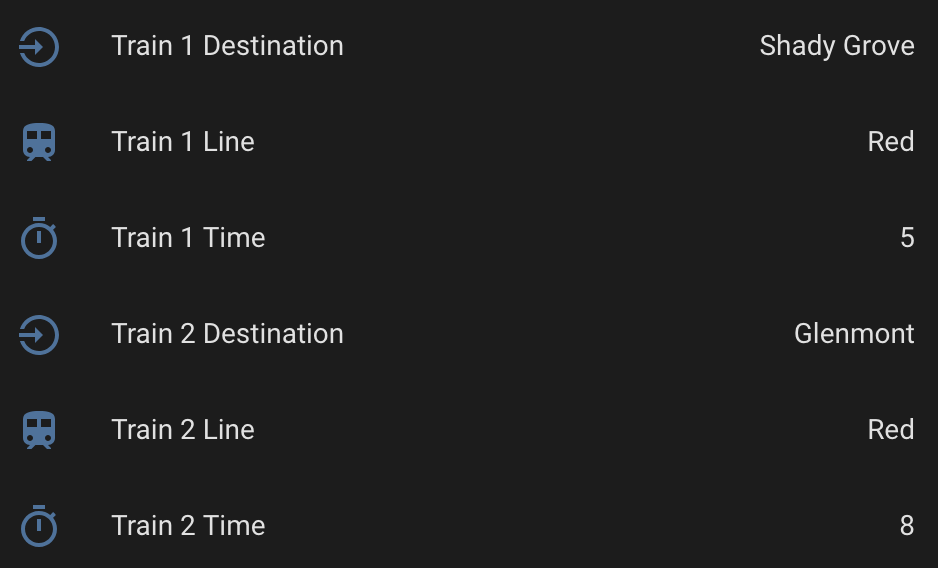 Train 1 Destination Shady Grove
Train 1 Line Red
Train 1 Time 5
Train 2 Destination Glenmont
Train 2 Line Red
Train 2 Time 8